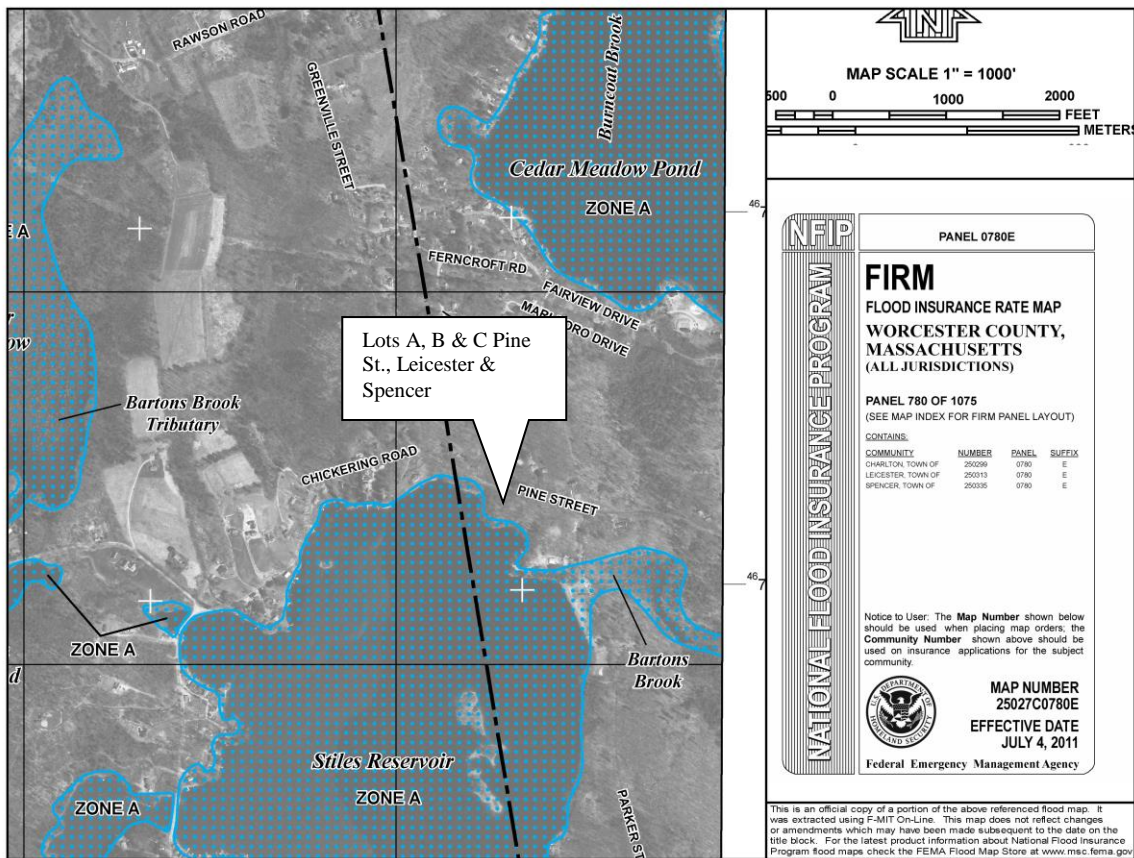 RAWSON ROAD
GREENVILLE STREET
Burncoat Brook
Cedar Meadow Pond
ZONE A
E A
FERNCROFT RD
FAIRVIEW DRIVE
MARLBORO DRIVE
ow
Lots A, B & C Pine
St., Leicester &
Spencer
Bartons Brook
Tributary
CHICKERING ROAD
PINE STREET
ZONE A
d
Bartons
Brook
Stiles Reservoir
ZONE A
ZONE A
PARKER ST
46
7
46
7
N
MAP SCALE 1" = 1000'
500 0 1000 2000
FEET
METERS
NFIP
NATIONAL FLOOD INSURANCE PROGRAM
PANEL 0780E
FIRM
FLOOD INSURANCE RATE MAP
WORCESTER COUNTY,
MASSACHUSETTS
(ALL JURISDICTIONS)
PANEL 780 OF 1075
(SEE MAP INDEX FOR FIRM PANEL LAYOUT)
CONTAINS:
COMMUNITY NUMBER PANEL SUFFIX
CHARLTON, TOWN OF 250299 0780 E
LEICESTER, TOWN OF 250313 0780 E
SPENCER, TOWN OF 250335 0780 E
Notice to User: The Map Number shown below
should be used when placing map orders; the
Community Number shown above should be
used on insurance applications for the subject
community.
U.S. DEPARTMENT OF
HOMELAND SECURITY
MAP NUMBER
25027C0780E
EFFECTIVE DATE
JULY 4, 2011
Federal Emergency Management Agency
This is an official copy of a portion of the above referenced flood map. It
was extracted using F-MIT On-Line. This map does not reflect changes
or amendments which may have been made subsequent to the date on the
title block. For the latest product information about National Flood Insurance
Program flood maps check the FEMA Flood Map Store at www.msc.fema.gov